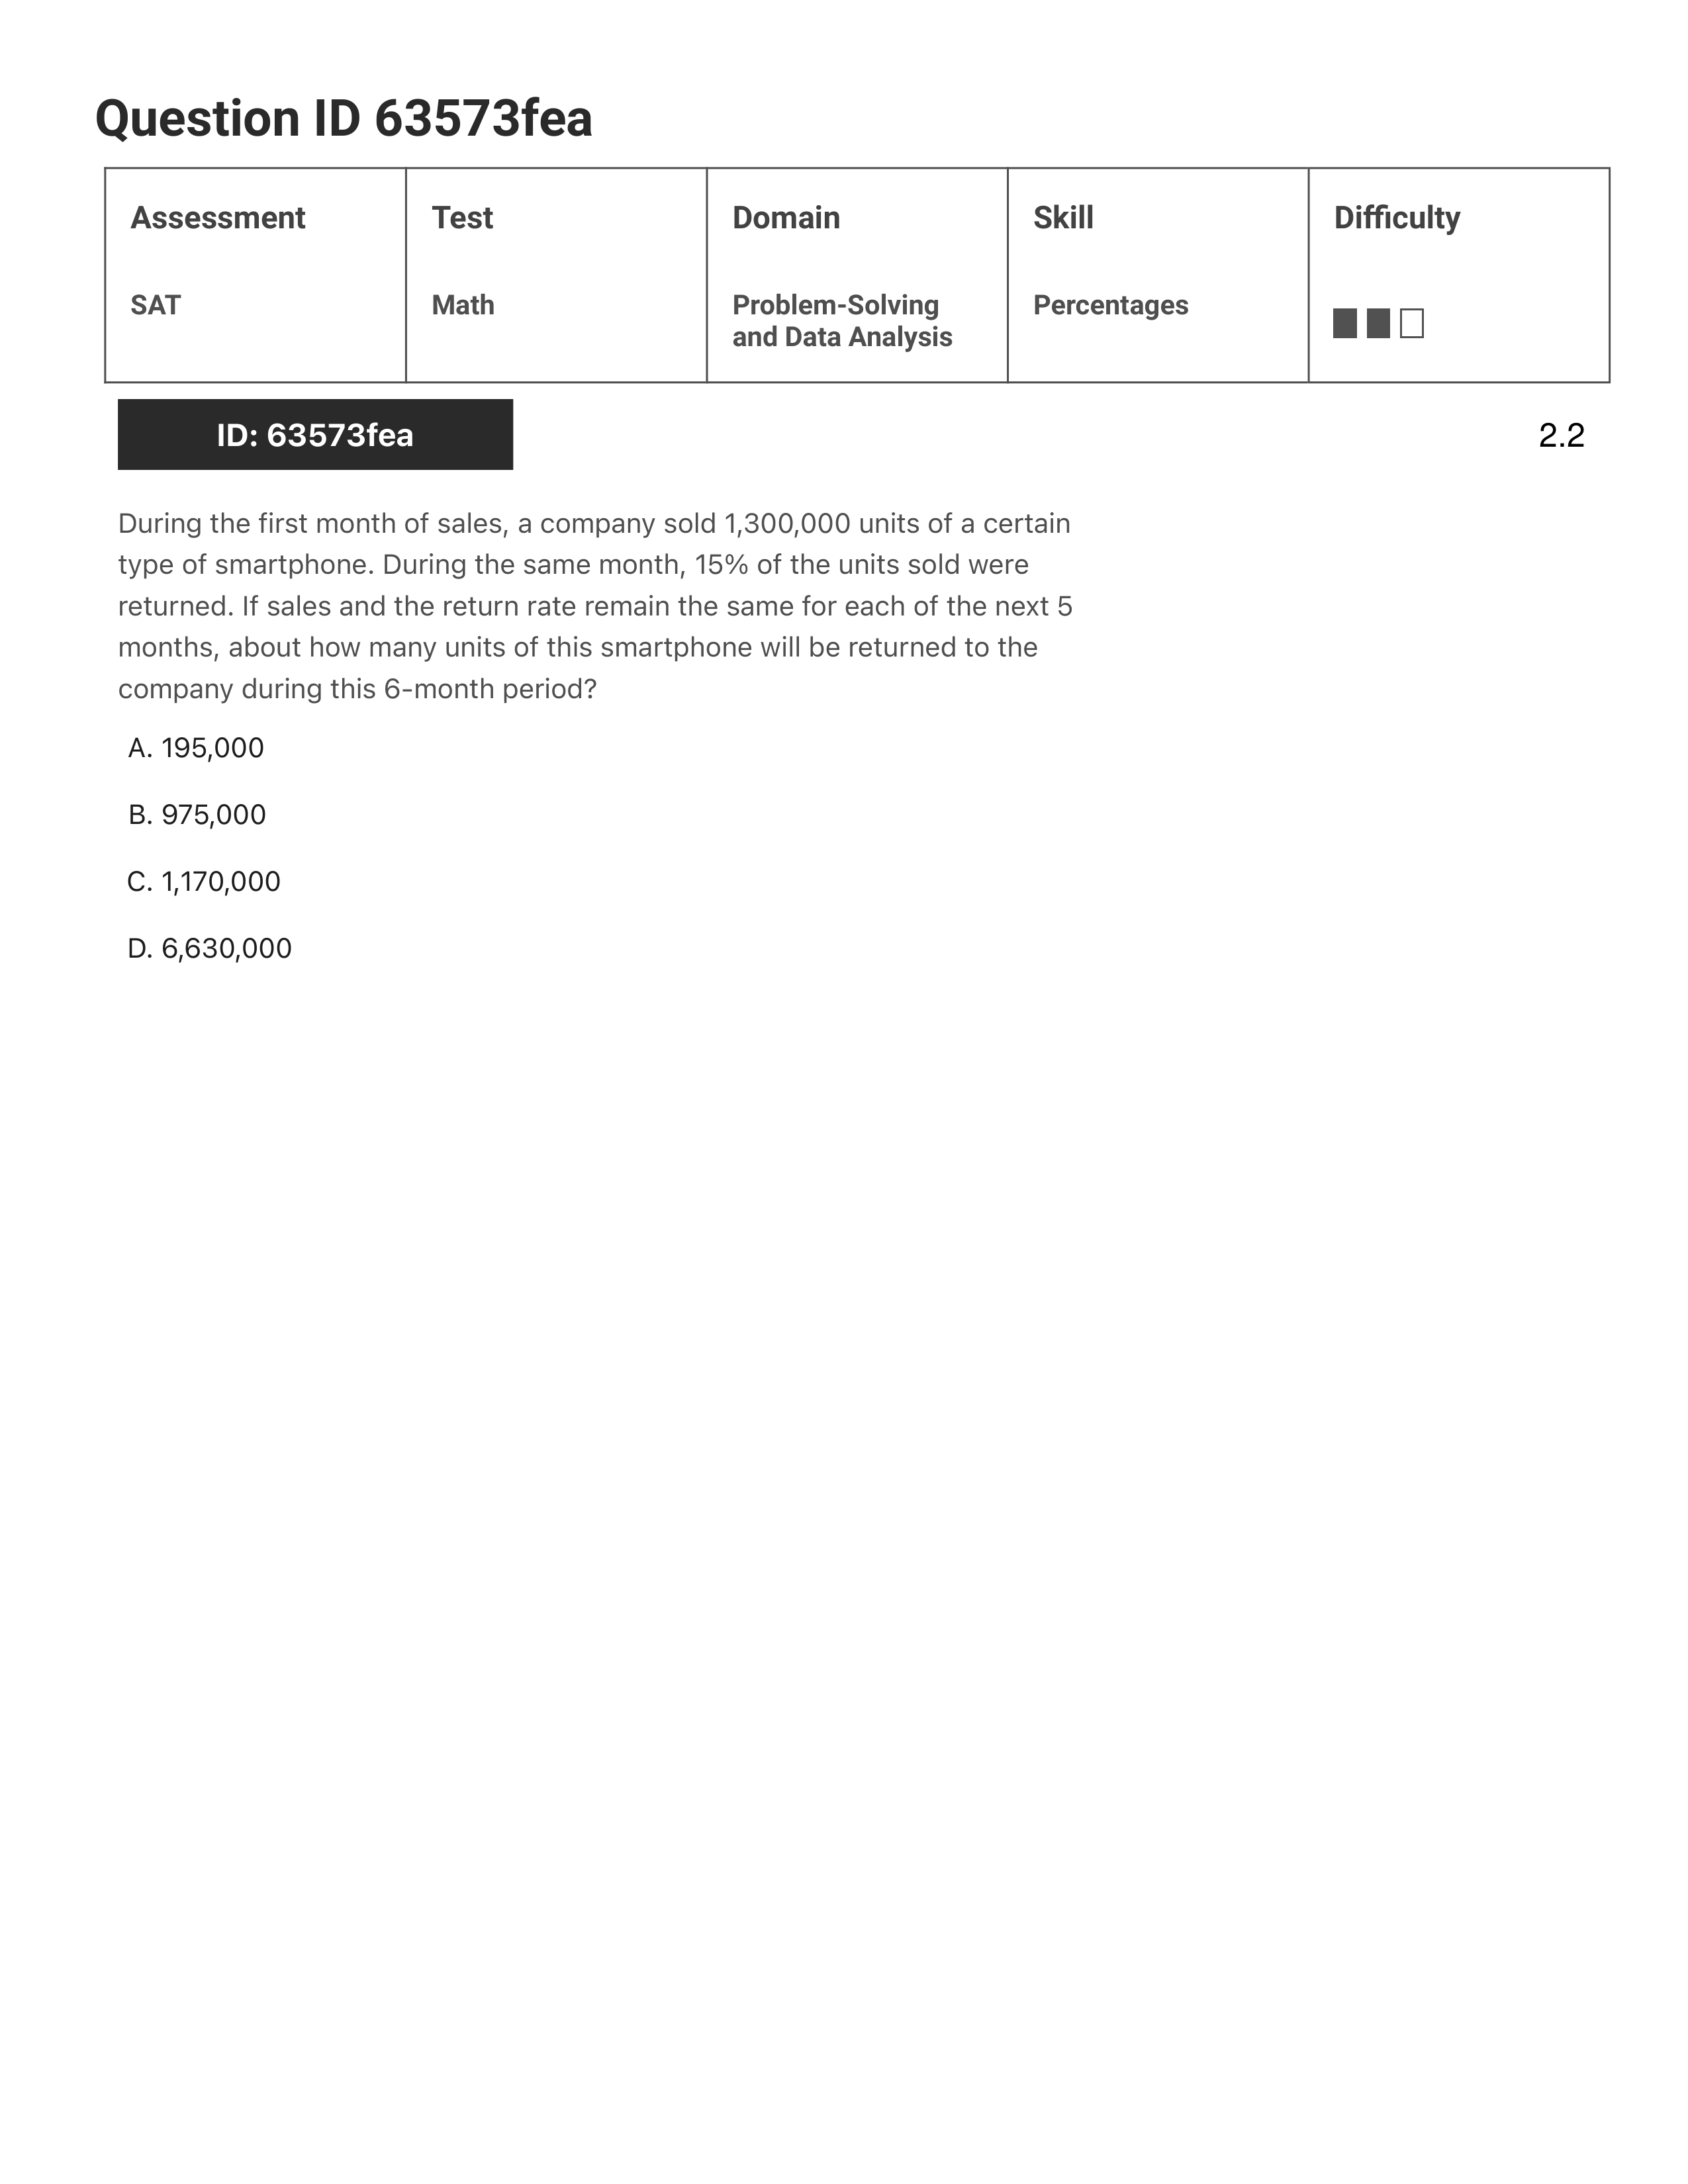 Question ID 63573fea
Assessment
Test
Domain
Skill
Difficulty
SAT
Math
Problem-Solving
and Data Analysis
Percentages
ID: 63573fea
2.2
During the first month of sales, a company sold 1,300,000 units of a certain
type of smartphone. During the same month, 15% of the units sold were
returned. If sales and the return rate remain the same for each of the next 5
months, about how many units of this smartphone will be returned to the
company during this 6-month period?
A. 195,000
B. 975,000
C. 1,170,000
D. 6,630,000